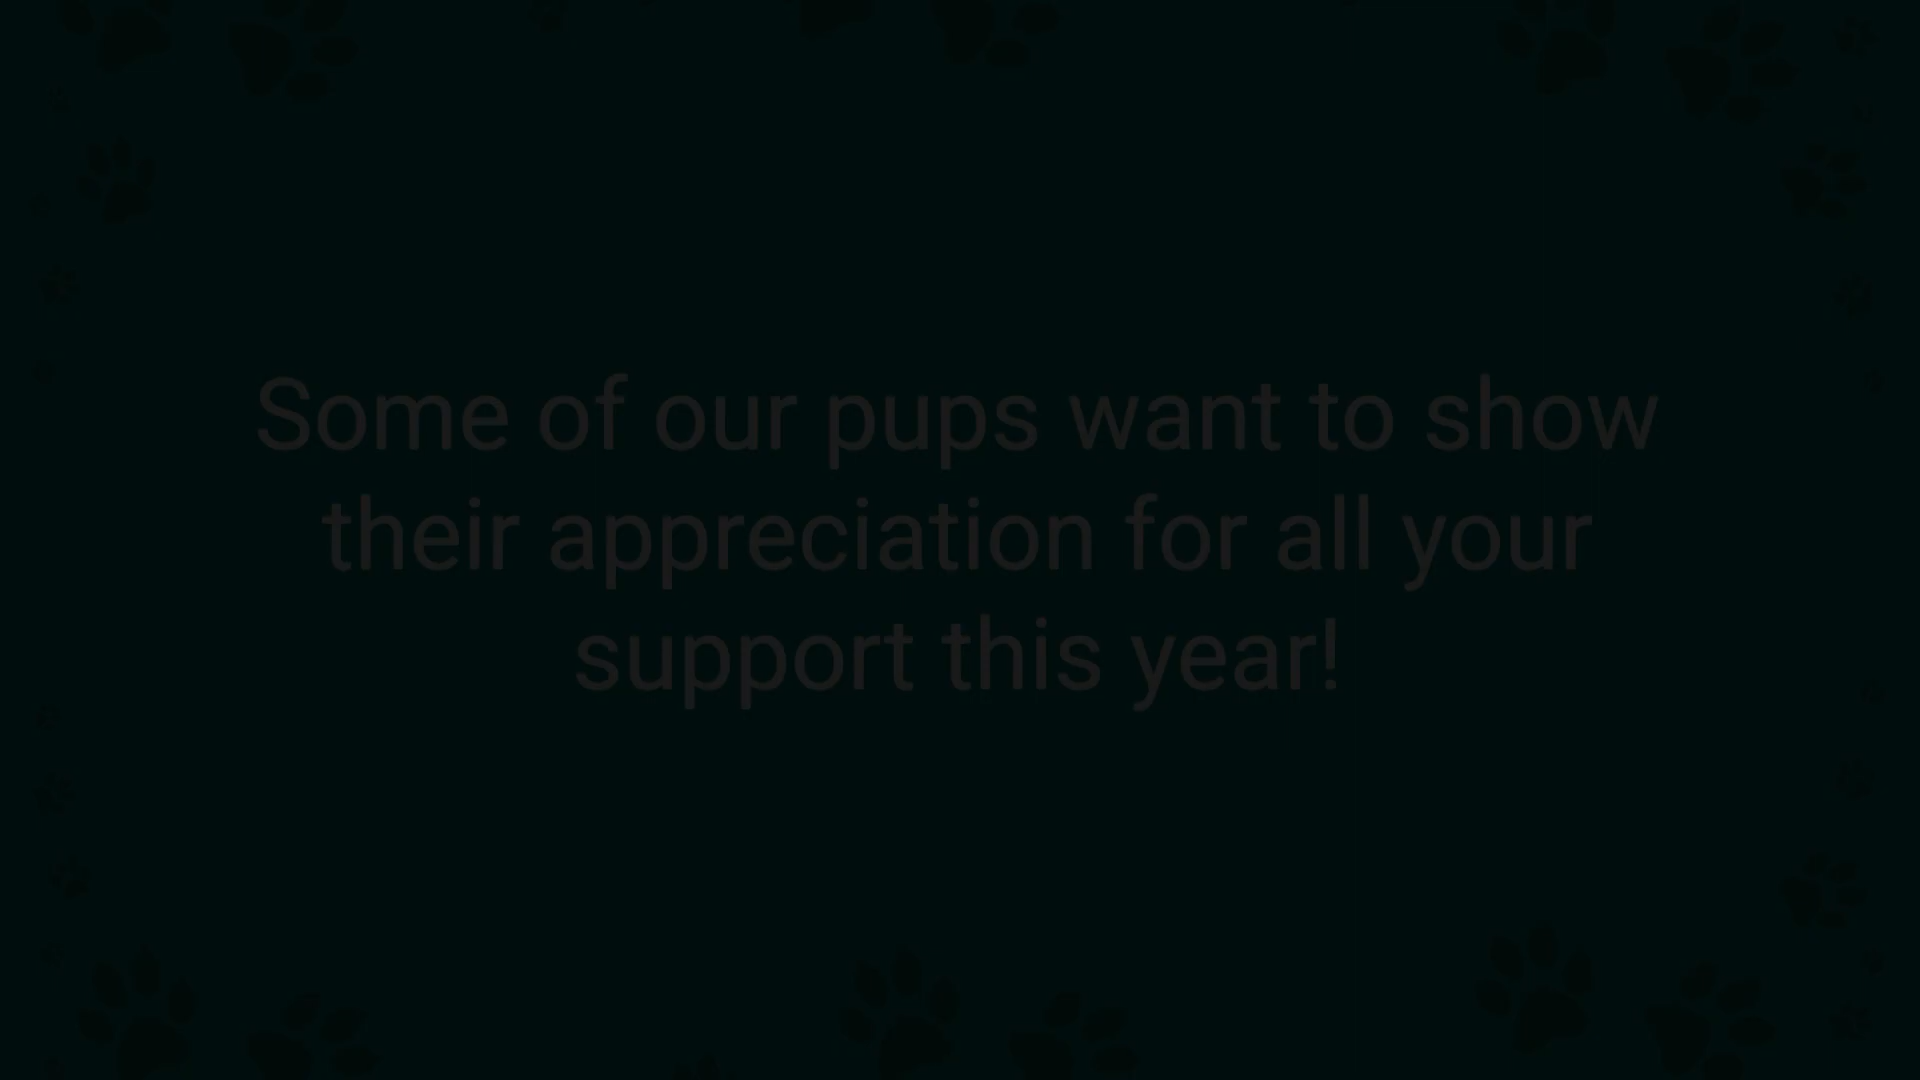 Some of our pups want to show
their appreciation for all your
support this year!